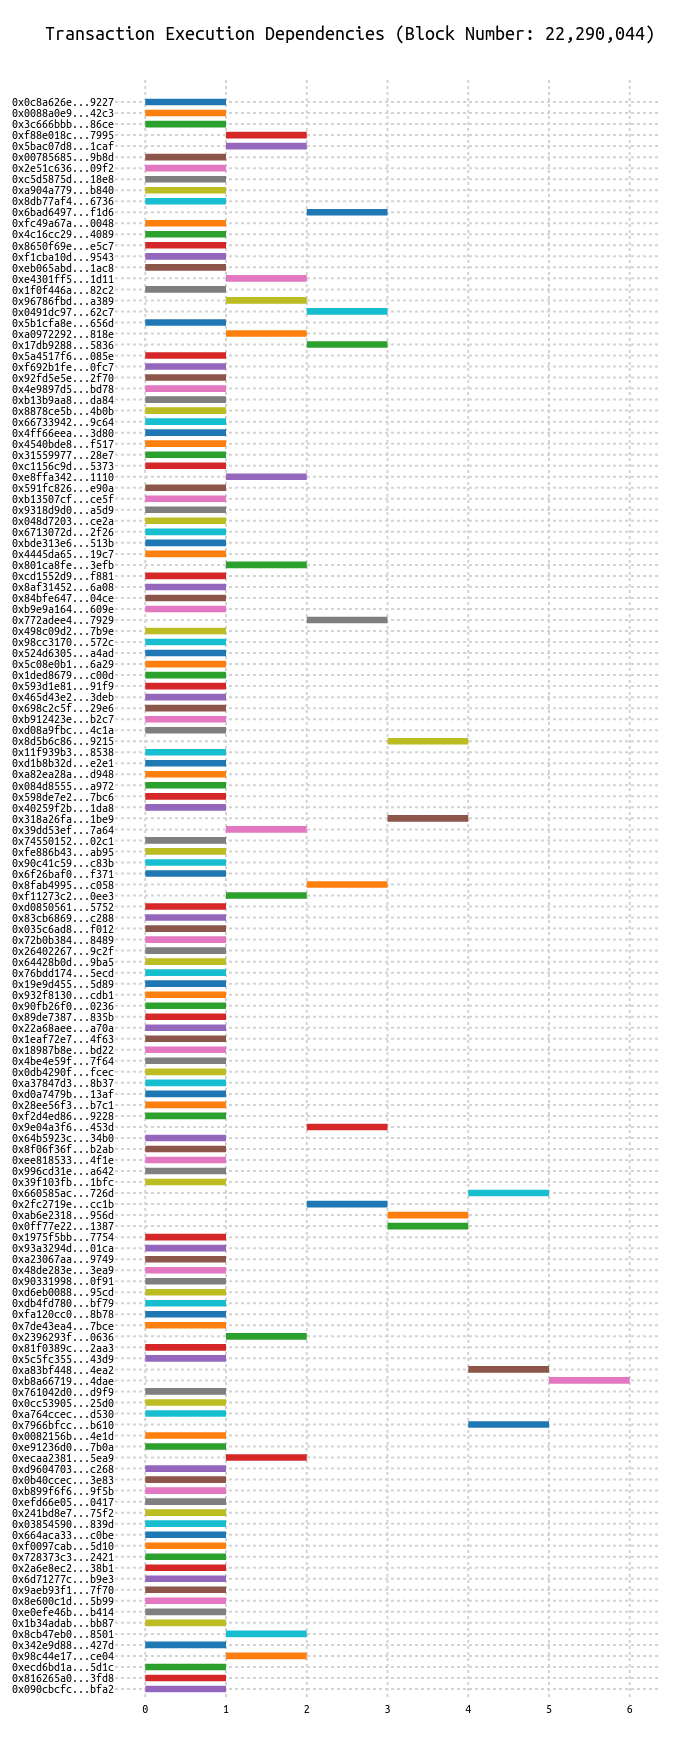 Transaction Execution Dependencies (Block Number: 22,290,044)
0x0c8a626e...9227
0x0088a0e9...42c3
0x3c666bbb...86ce
0xf88e018c...7995
0x5bac07d8...1caf
0x00785685...9b8d
0x2e51c636...09f2
0xc5d5875d...18e8
0xa904a779...b840
0x8db77af4...6736
0x6bad6497...f1d6
0xfc49a67a...0048
0x4c16cc29...4089
0x8650f69e...e5c7
0xf1cba10d...9543
0xeb065abd...1ac8
0xe4301ff5...1d11
0x1f0f446a...82c2
0x96786fbd...a389
0x0491dc97...62c7
0x5b1cfa8e...656d
0xa0972292...818e
0x17db9288...5836
0x5a4517f6...085e
0xf692b1fe...0fc7
0x92fd5e5e...2f70
0x4e9897d5...bd78
0xb13b9aa8...da84
0x8878ce5b...4b0b
0x66733942...9c64
0x4ff66eea...3d80
0x4540bde8...f517
0x31559977...28e7
0xc1156c9d...5373
0xe8ffa342...1110
0x591fc826...e90a
0xb13507cf...ce5f
0x9318d9d0...a5d9
0x048d7203...ce2a
0x6713072d...2f26
0xbde313e6...513b
0x4445da65...19c7
0x801ca8fe...3efb
0xcd1552d9...f881
0x8af31452...6a08
0x84bfe647...04ce
0xb9e9a164...609e
0x772adee4...7929
0x498c09d2...7b9e
0x98cc3170...572c
0x524d6305...a4ad
0x5c08e0b1...6a29
0x1ded8679...c00d
0x593d1e81...91f9
0x465d43e2...3deb
0x698c2c5f...29e6
0xb912423e...b2c7
0xd08a9fbc...4c1a
0x8d5b6c86...9215
0x11f939b3...8538
0xd1b8b32d...e2e1
0xa82ea28a...d948
0x084d8555...a972
0x598de7e2...7bc6
0x40259f2b...1da8
0x318a26fa...1be9
0x39dd53ef...7a64
0x74550152...02c1
0xfe886b43...ab95
0x90c41c59...c83b
0x6f26baf0...f371
0x8fab4995...c058
0xf11273c2...0ee3
0xd0850561...5752
0x83cb6869...c288
0x035c6ad8...f012
0x72b0b384...8489
0x26402267...9c2f
0x64428b0d...9ba5
0x76bdd174...5ecd
0x19e9d455...5d89
0x932f8130...cdb1
0x90fb26f0...0236
0x89de7387...835b
0x22a68aee...a70a
0x1eaf72e7...4f63
0x18987b8e...bd22
0x4be4e59f...7f64
0x0db4290f...fcec
0xa37847d3...8b37
0xd0a7479b...13af
0x28ee56f3...b7c1
0xf2d4ed86...9228
0x9e04a3f6...453d
0x64b5923c...34b0
0x8f06f36f...b2ab
0xee818533...4f1e
0x996cd31e...a642
0x39f103fb...1bfc
0x660585ac...726d
0x2fc2719e...cc1b
0xab6e2318...956d
0x0ff77e22...1387
0x1975f5bb...7754
0x93a3294d...01ca
0xa23067aa...9749
0x48de283e...3ea9
0x90331998...0f91
0xd6eb0088...95cd
0xdb4fd780...bf79
0xfa120cc0...8b78
0x7de43ea4...7bce
0x2396293f...0636
0x81f0389c...2aa3
0x5c5fc355...43d9
0xa83bf448...4ea2
0xb8a66719...4dae
0x761042d0...d9f9
0x0cc53905...25d0
0xa764ccec...d530
0x7966bfcc...b610
0x0082156b...4e1d
0xe91236d0...7b0a
0xecaa2381...5ea9
0xd9604703...c268
0x0b40ccec...3e83
0xb899f6f6...9f5b
0xefd66e05...0417
0x241bd8e7...75f2
0x03854590...839d
0x664aca33...c0be
0xf0097cab...5d10
0x728373c3...2421
0x2a6e8ec2...38b1
0x6d71277c...b9e3
0x9aeb93f1...7f70
0x8e600c1d...5b99
0xe0efe46b...b414
0x1b34adab...bb87
0x8cb47eb0...8501
0x342e9d88...427d
0x98c44e17...ce04
0xecd6bd1a...5d1c
0x816265a0...3fd8
0x090cbcfc...bfa2
0 1 2 3 4 5 6